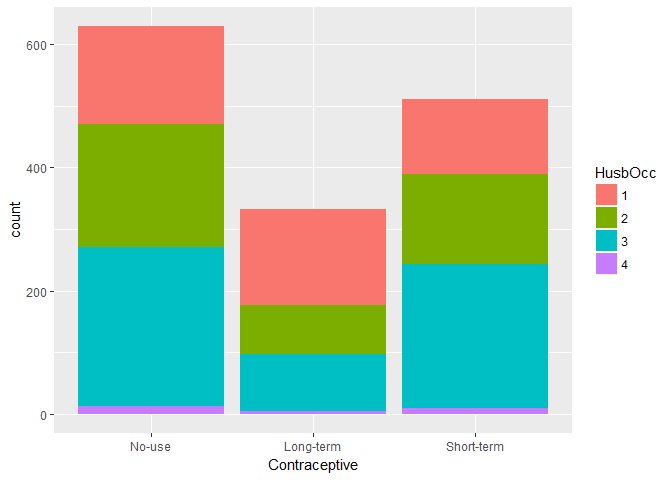 600
400
200
0
count
No-use
Long-term
Short-term
Contraceptive
HusbOcc
1
2
3
4